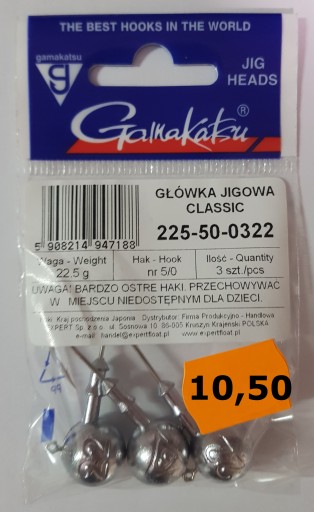 THE BEST HOOKS IN THE WORLD
gamakatsu
g
JIG
HEADS
Gamakatsu®
GŁÓWKA JIGOWA
CLASSIC
225-50-0322
5 908214 947188
Waga - Weight
22.5 g
Hak - Hook
nr 5/0
Ilość - Quantity
3 szt./pcs
UWAGA! BARDZO OSTRE HAKI, PRZECHOWYWAĆ
W MIEJSCU NIEDOSTĘPNYM DLA DZIECI.
Kraj pochodzenia Japonia Dystrybutor: Firma Produkcyjno - Handlowa
EXPERT Sp. z o.o. ul. Sosnowa 10 86-005 Kruszyn Krajeński POLSKA
e-mail: handel@expertfloat.pl www.expertfloat.pl
10,50